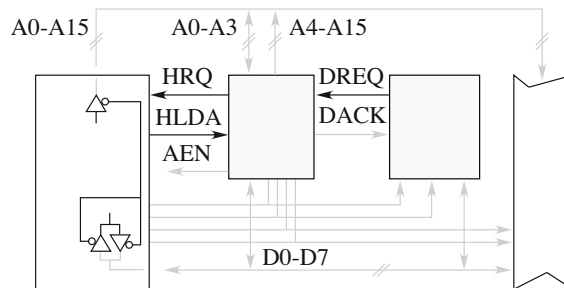 A0-A15 A0-A3 A4-A15
HRQ DREQ
HLDA DACK
AEN
D0-D7